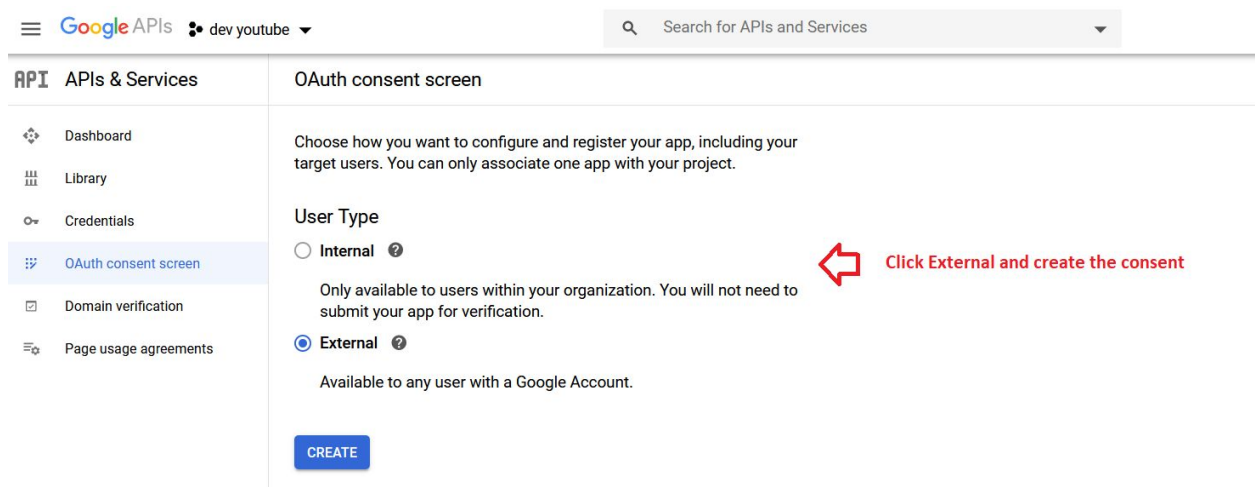 Google APIs dev youtube Search for APIs and Services
API APIs & Services OAuth consent screen
Dashboard
Library
Credentials
OAuth consent screen
Domain verification
Page usage agreements
Choose how you want to configure and register your app, including your
target users. You can only associate one app with your project.
User Type
Internal
Only available to users within your organization. You will not need to
submit your app for verification.
External
Available to any user with a Google Account.
CREATE
Click External and create the consent